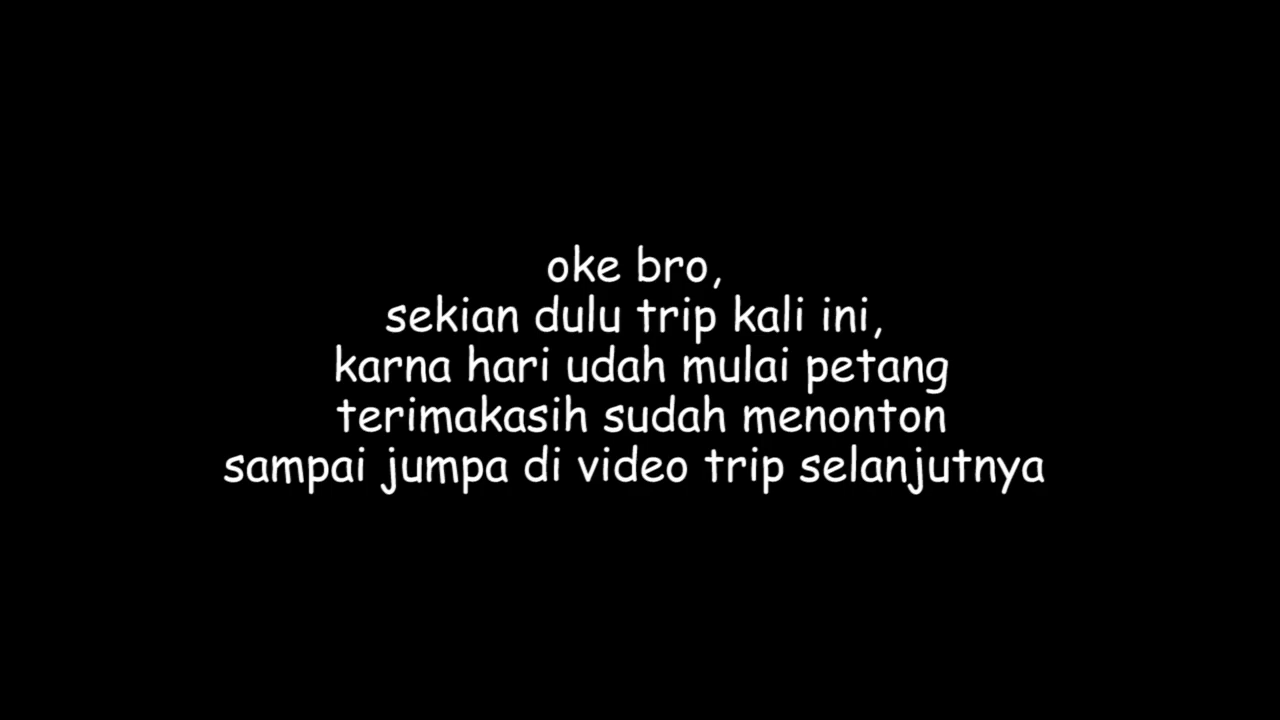 oke bro,
sekian dulu trip kali ini,
karna hari udah mulai petang
terimakasih sudah menonton
sampai jumpa di video trip selanjutnya